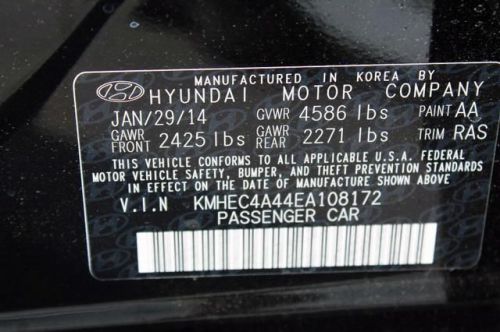 MANUFACTURED IN KOREA BY
HYUNDAI MOTOR COMPANY
JAN/29/14 GVWR 4586 lbs PAINT AA
GAWR FRONT 2425 lbs GAWR REAR 2271 lbs TRIM RAS
THIS VEHICLE CONFORMS TO ALL APPLICABLE U.S.A. FEDERAL
MOTOR VEHICLE SAFETY, BUMPER, AND THEFT PREVENTION STANDARDS
IN EFFECT ON THE DATE OF MANUFACTURE SHOWN ABOVE
V.I.N KMHEC4A44EA108172
PASSENGER CAR